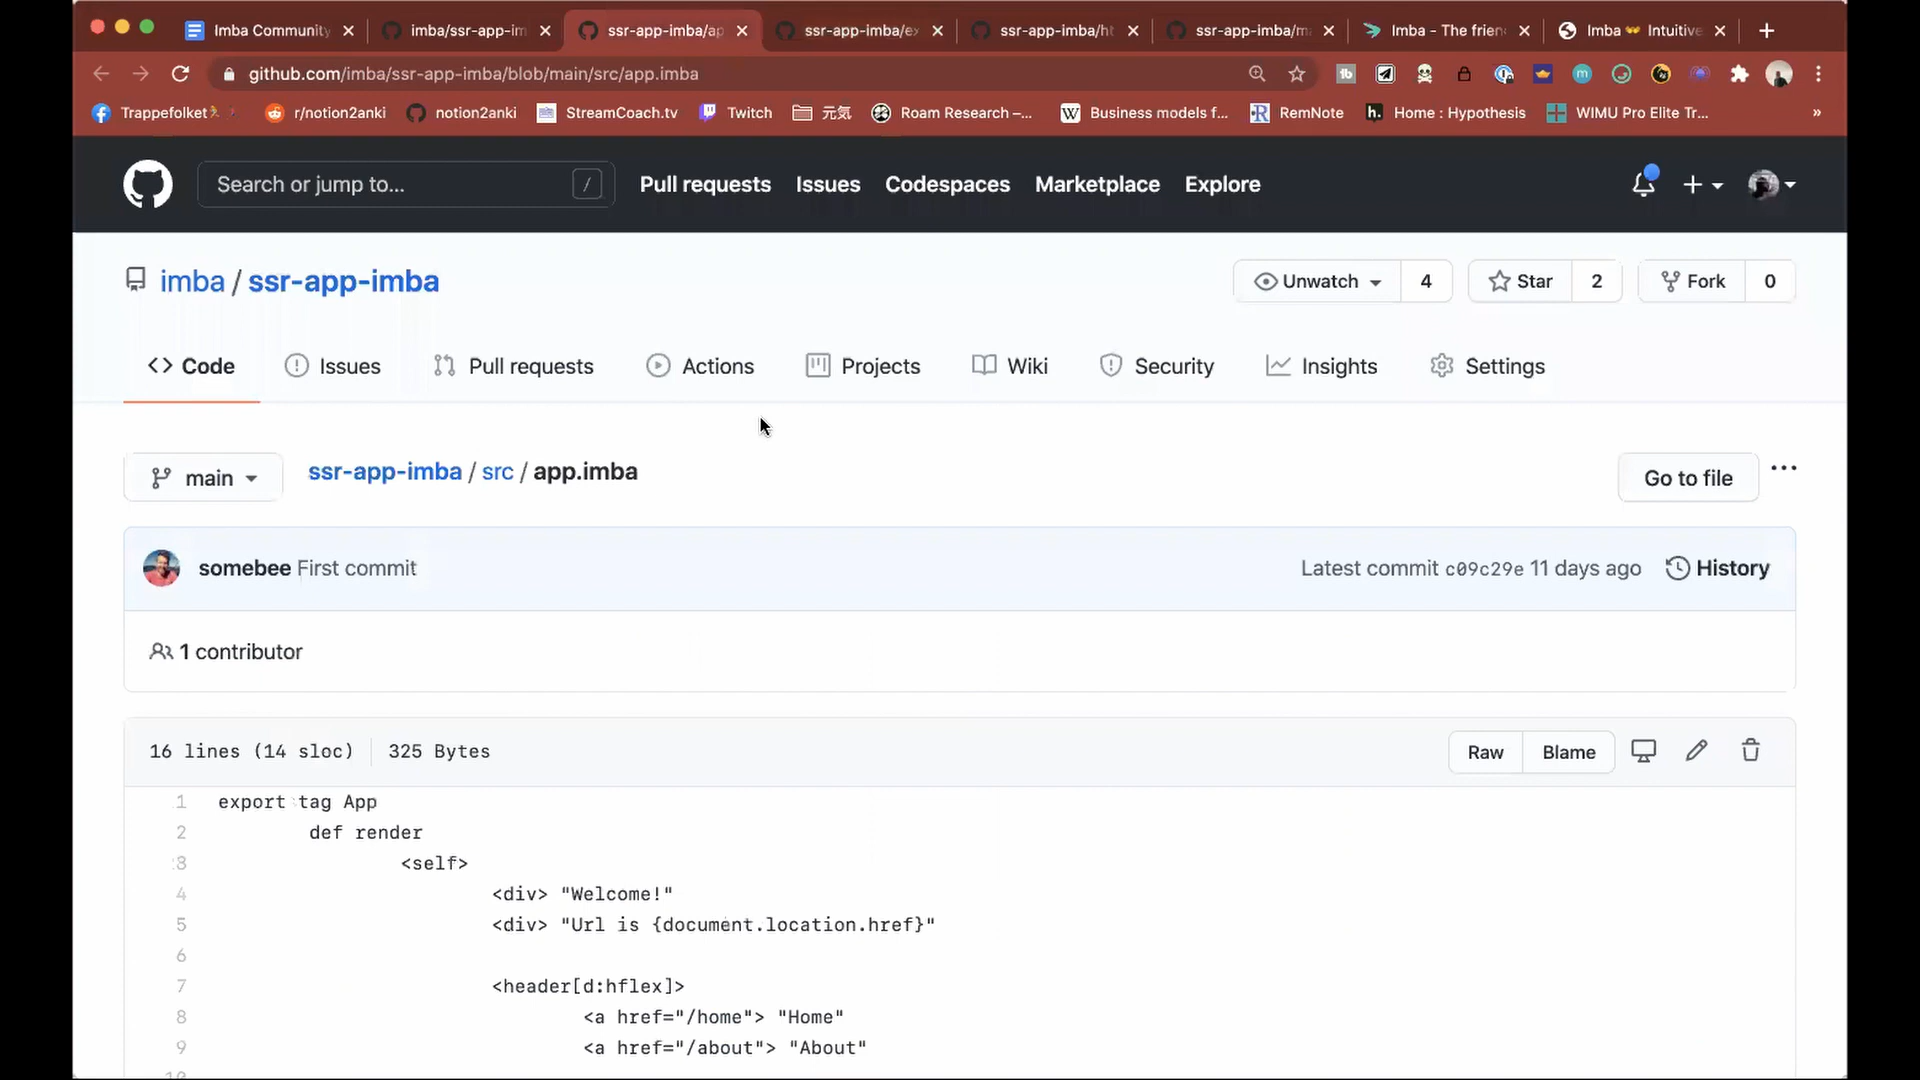 Imba Community
imba/ssr-app-im
ssr-app-imba/ap
ssr-app-imba/ex
ssr-app-imba/ht
ssr-app-imba/ma
Imba - The frien
Imba 👐 Intuitive
github.com/imba/ssr-app-imba/blob/main/src/app.imba
Trappefolket
r/notion2anki
notion2anki
StreamCoach.tv
Twitch
元気
Roam Research –...
Business models f...
RemNote
Home : Hypothesis
WIMU Pro Elite Tr...
»
Search or jump to... /
Pull requests
Issues
Codespaces
Marketplace
Explore
imba / ssr-app-imba
Unwatch 4
Star 2
Fork 0
Code
Issues
Pull requests
Actions
Projects
Wiki
Security
Insights
Settings
main
ssr-app-imba / src / app.imba
Go to file
somebee First commit
Latest commit c09c29e 11 days ago
History
1 contributor
16 lines (14 sloc) 325 Bytes
Raw
Blame
1 export tag App
2 def render
3 <self>
4 <div> "Welcome!"
5 <div> "Url is {document.location.href}"
6
7 <header[d:hflex]>
8 <a href="/home"> "Home"
9 <a href="/about"> "About"
10